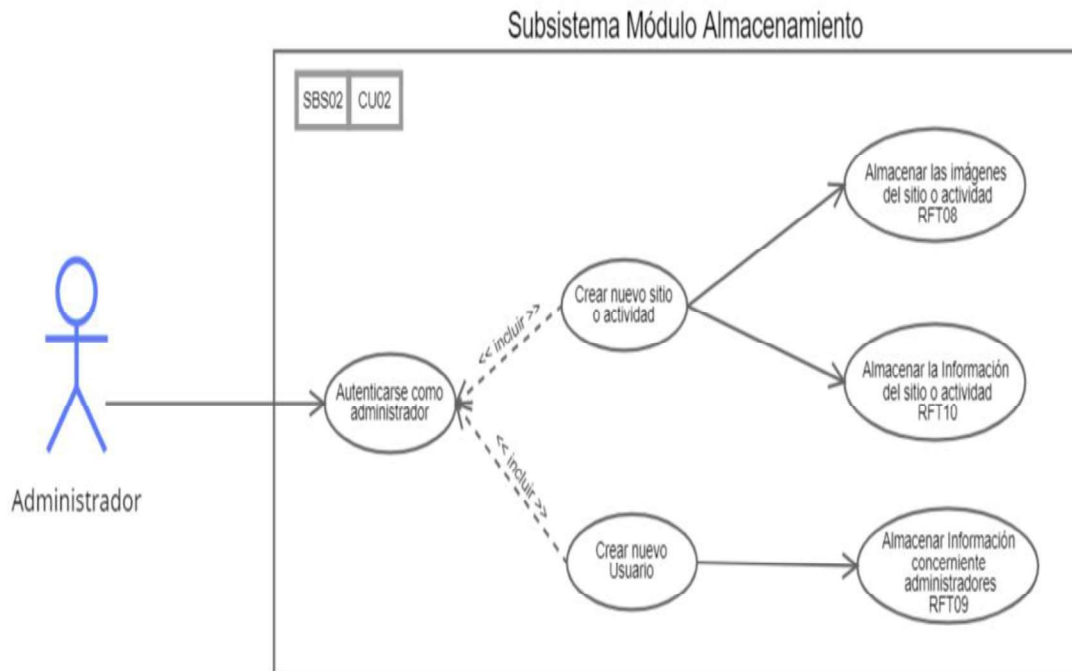 Subsistema Módulo Almacenamiento
SBS02 CU02
Almacenar las imágenes
del sitio o actividad
RFT08
Crear nuevo sitio
o actividad
<< incluir >>
Almacenar la Información
del sitio o actividad
RFT10
Autenticarse como
administrador
<< incluir >>
Administrador
Crear nuevo
Usuario
Almacenar Información
concerniente
administradores
RFT09